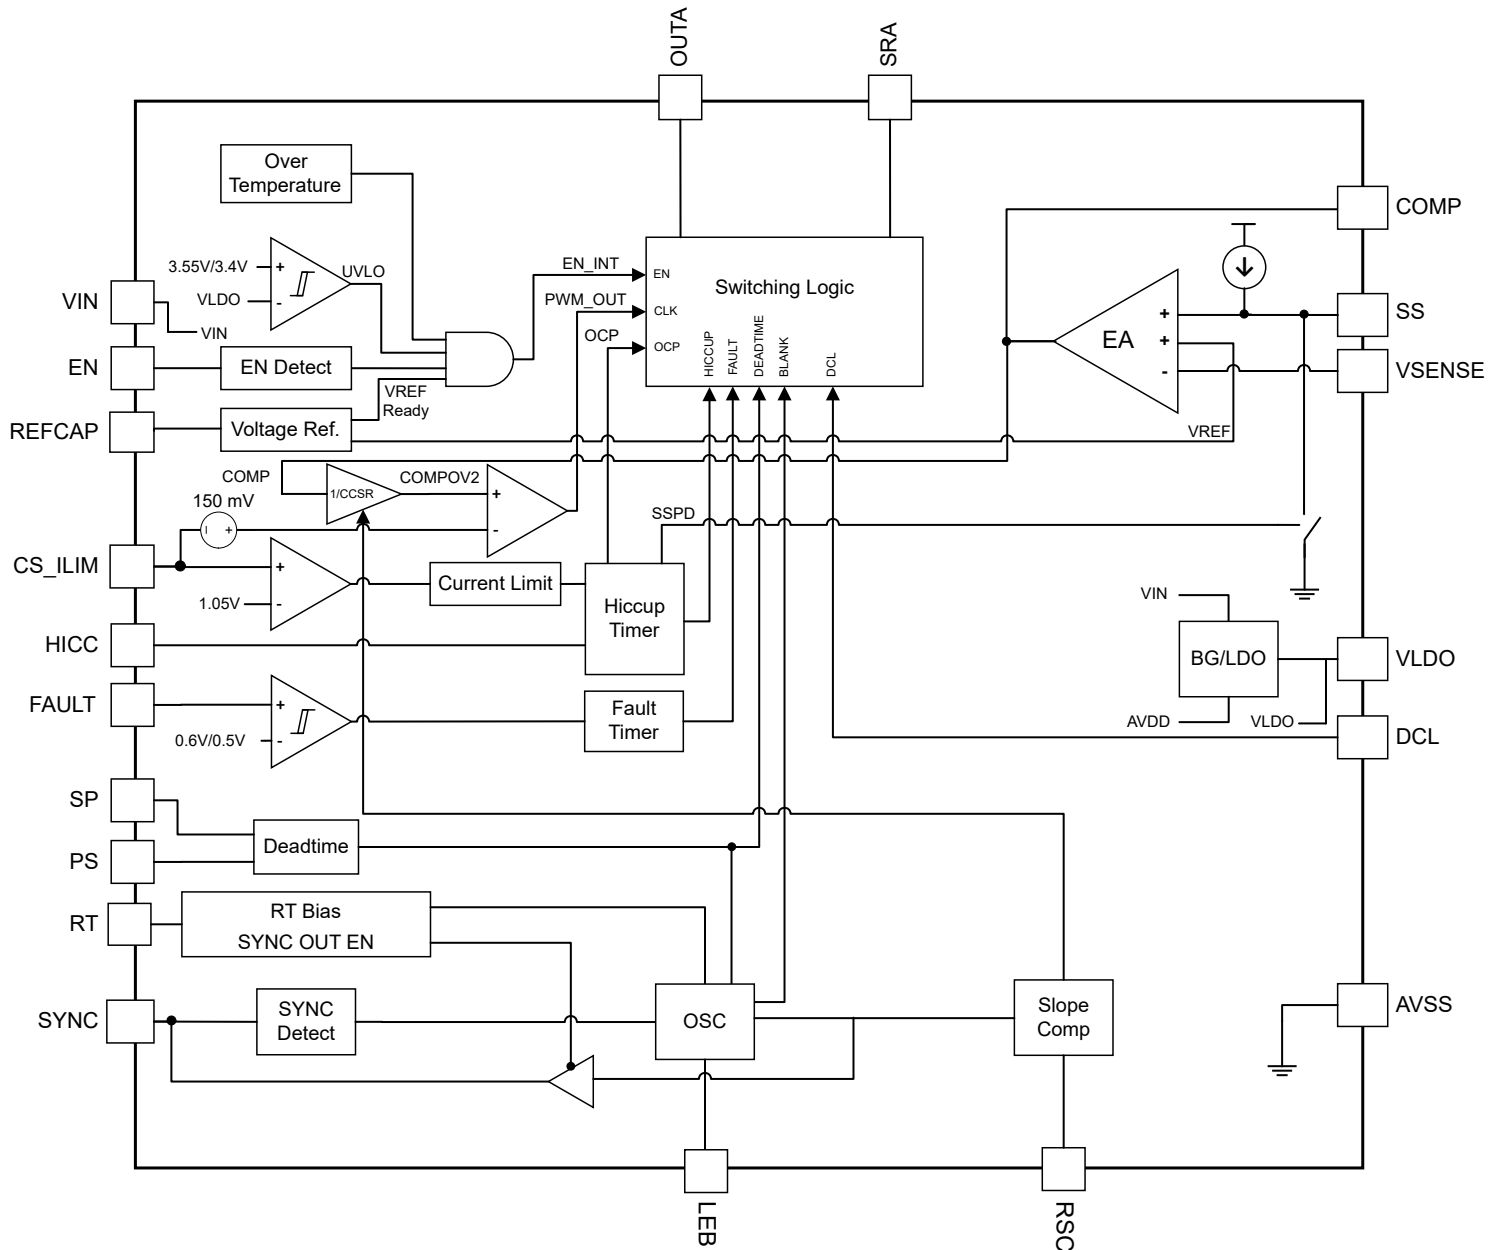 OUTA
SRA
Over
Temperature
COMP
3.55V/3.4V
+
UVLO
EN_INT
EN
Switching Logic
VLDO
-
VIN
VIN
PWM_OUT
CLK
SS
+
EA
+
OCP
OCP
HICCUP
FAULT
DEADTIME
BLANK
DCL
EN
EN Detect
VSENSE
-
VREF
Ready
REFCAP
Voltage Ref.
VREF
COMP
1/CCSR
COMPOV2
+
150 mV
-
+
-
SSPD
CS_ILIM
+
1.05V
-
Current Limit
Hiccup
Timer
VIN
HICC
BG/LDO
VLDO
FAULT
+
0.6V/0.5V
-
Fault
Timer
AVDD
VLDO
DCL
SP
Deadtime
PS
RT
RT Bias
SYNC OUT EN
SYNC
SYNC
Detect
OSC
Slope
Comp
AVSS
LEB
RSC